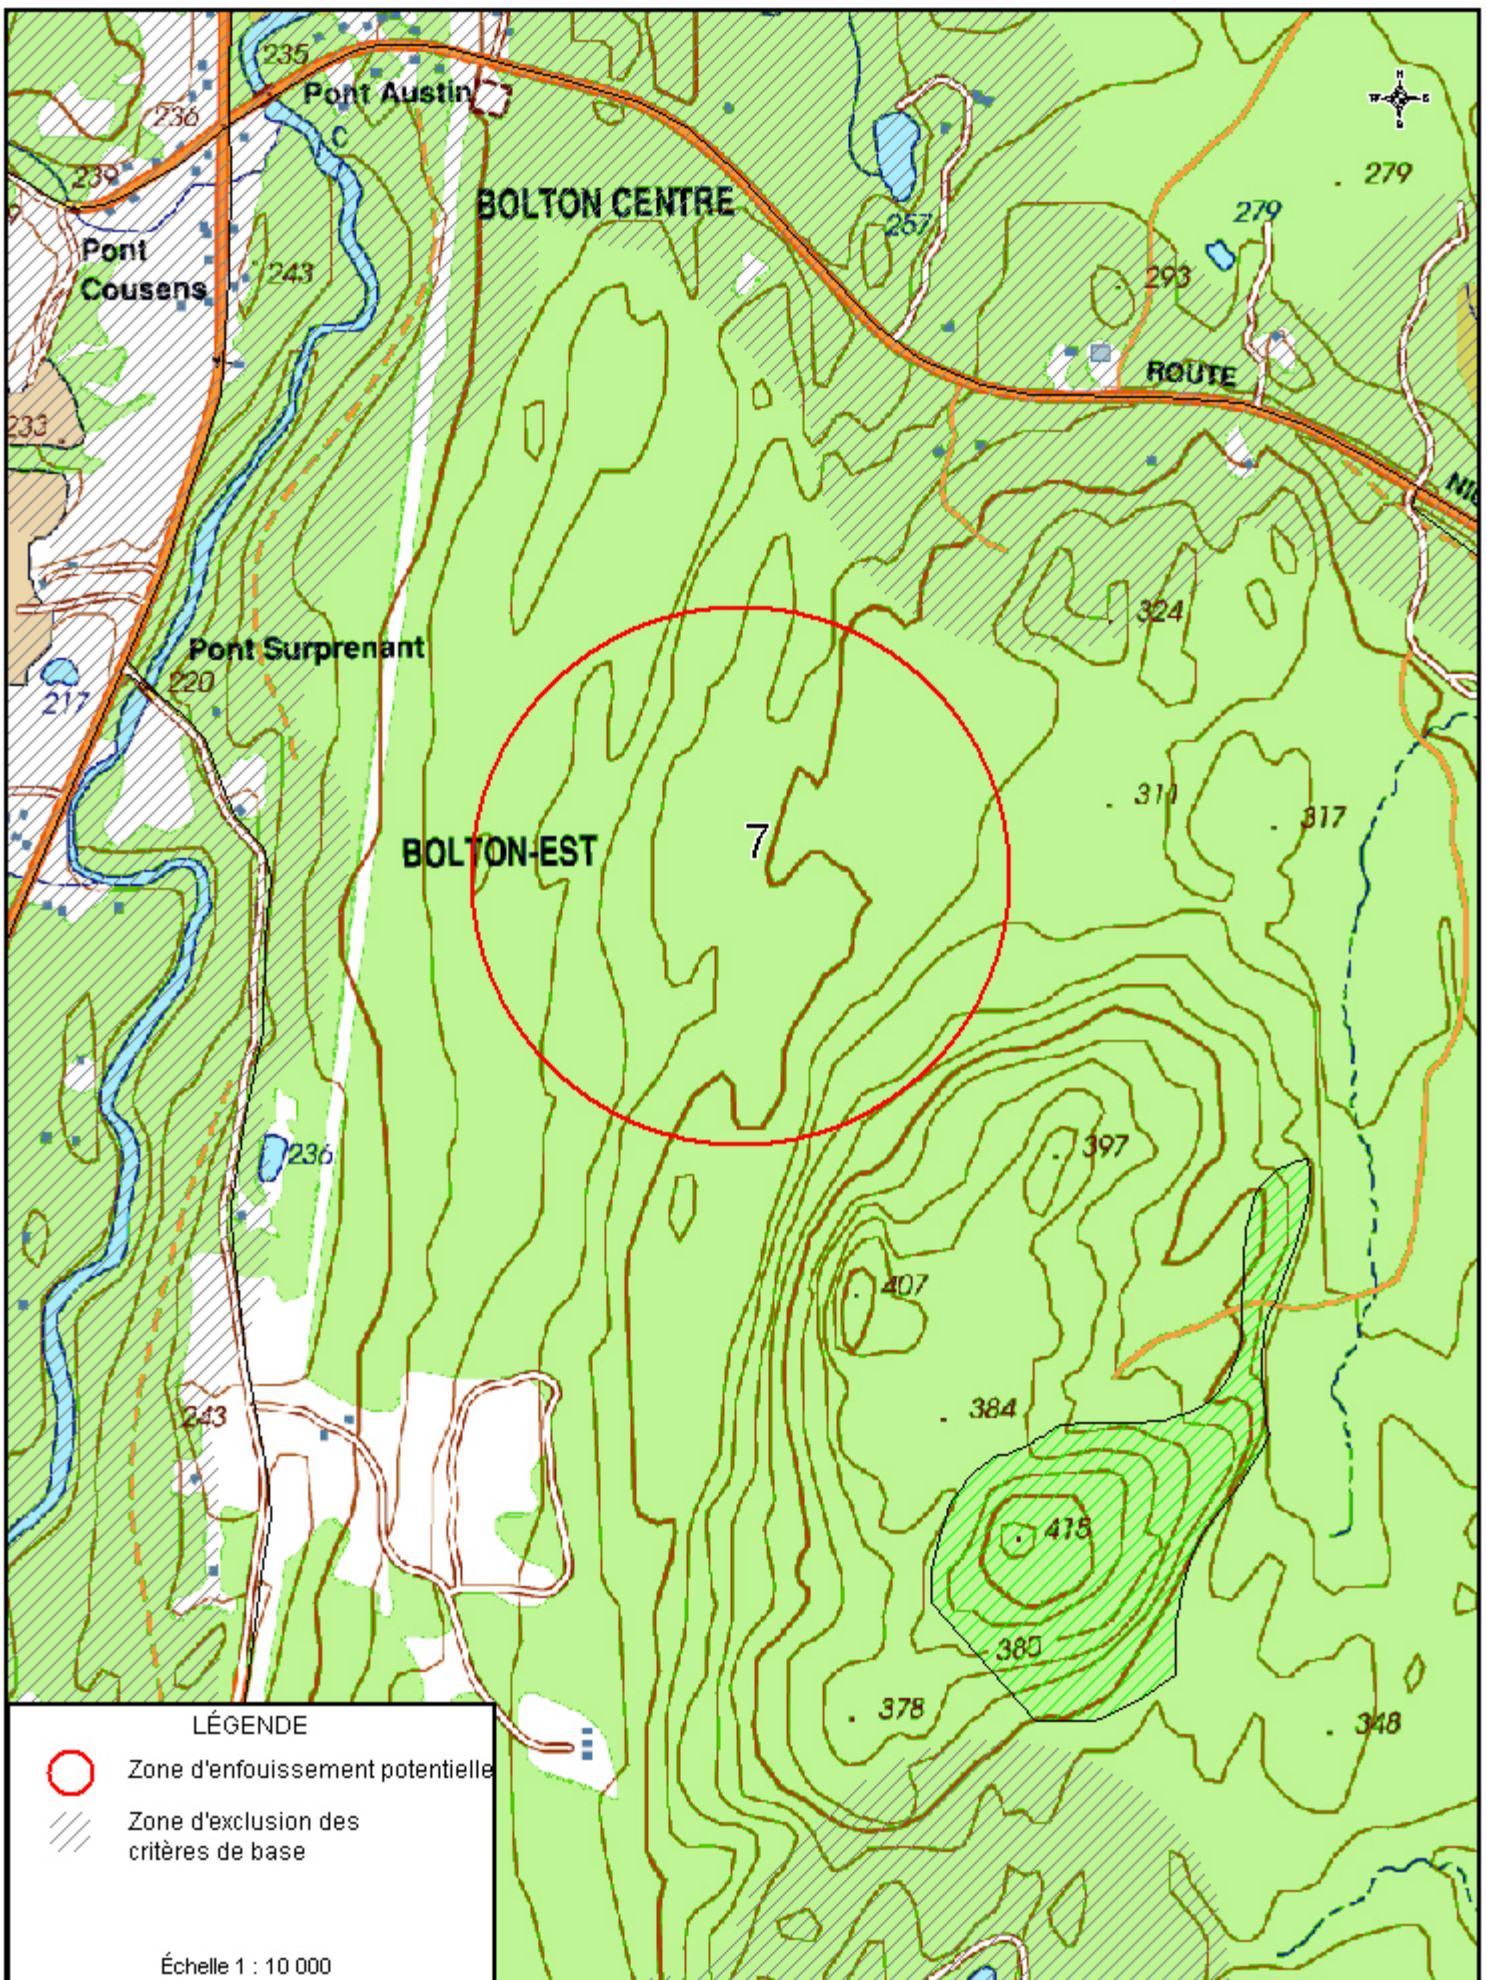 235
Pont Austin
236
C
239
BOLTON CENTRE
257
279
279
Pont
Cousens
243
293
ROUTE
233
324
Pont Surprenant
220
217
311
317
7
BOLTON-EST
397
236
407
384
243
415
380
378
348
LÉGENDE
Zone d'enfouissement potentielle
Zone d'exclusion des
critères de base
Échelle 1 : 10 000